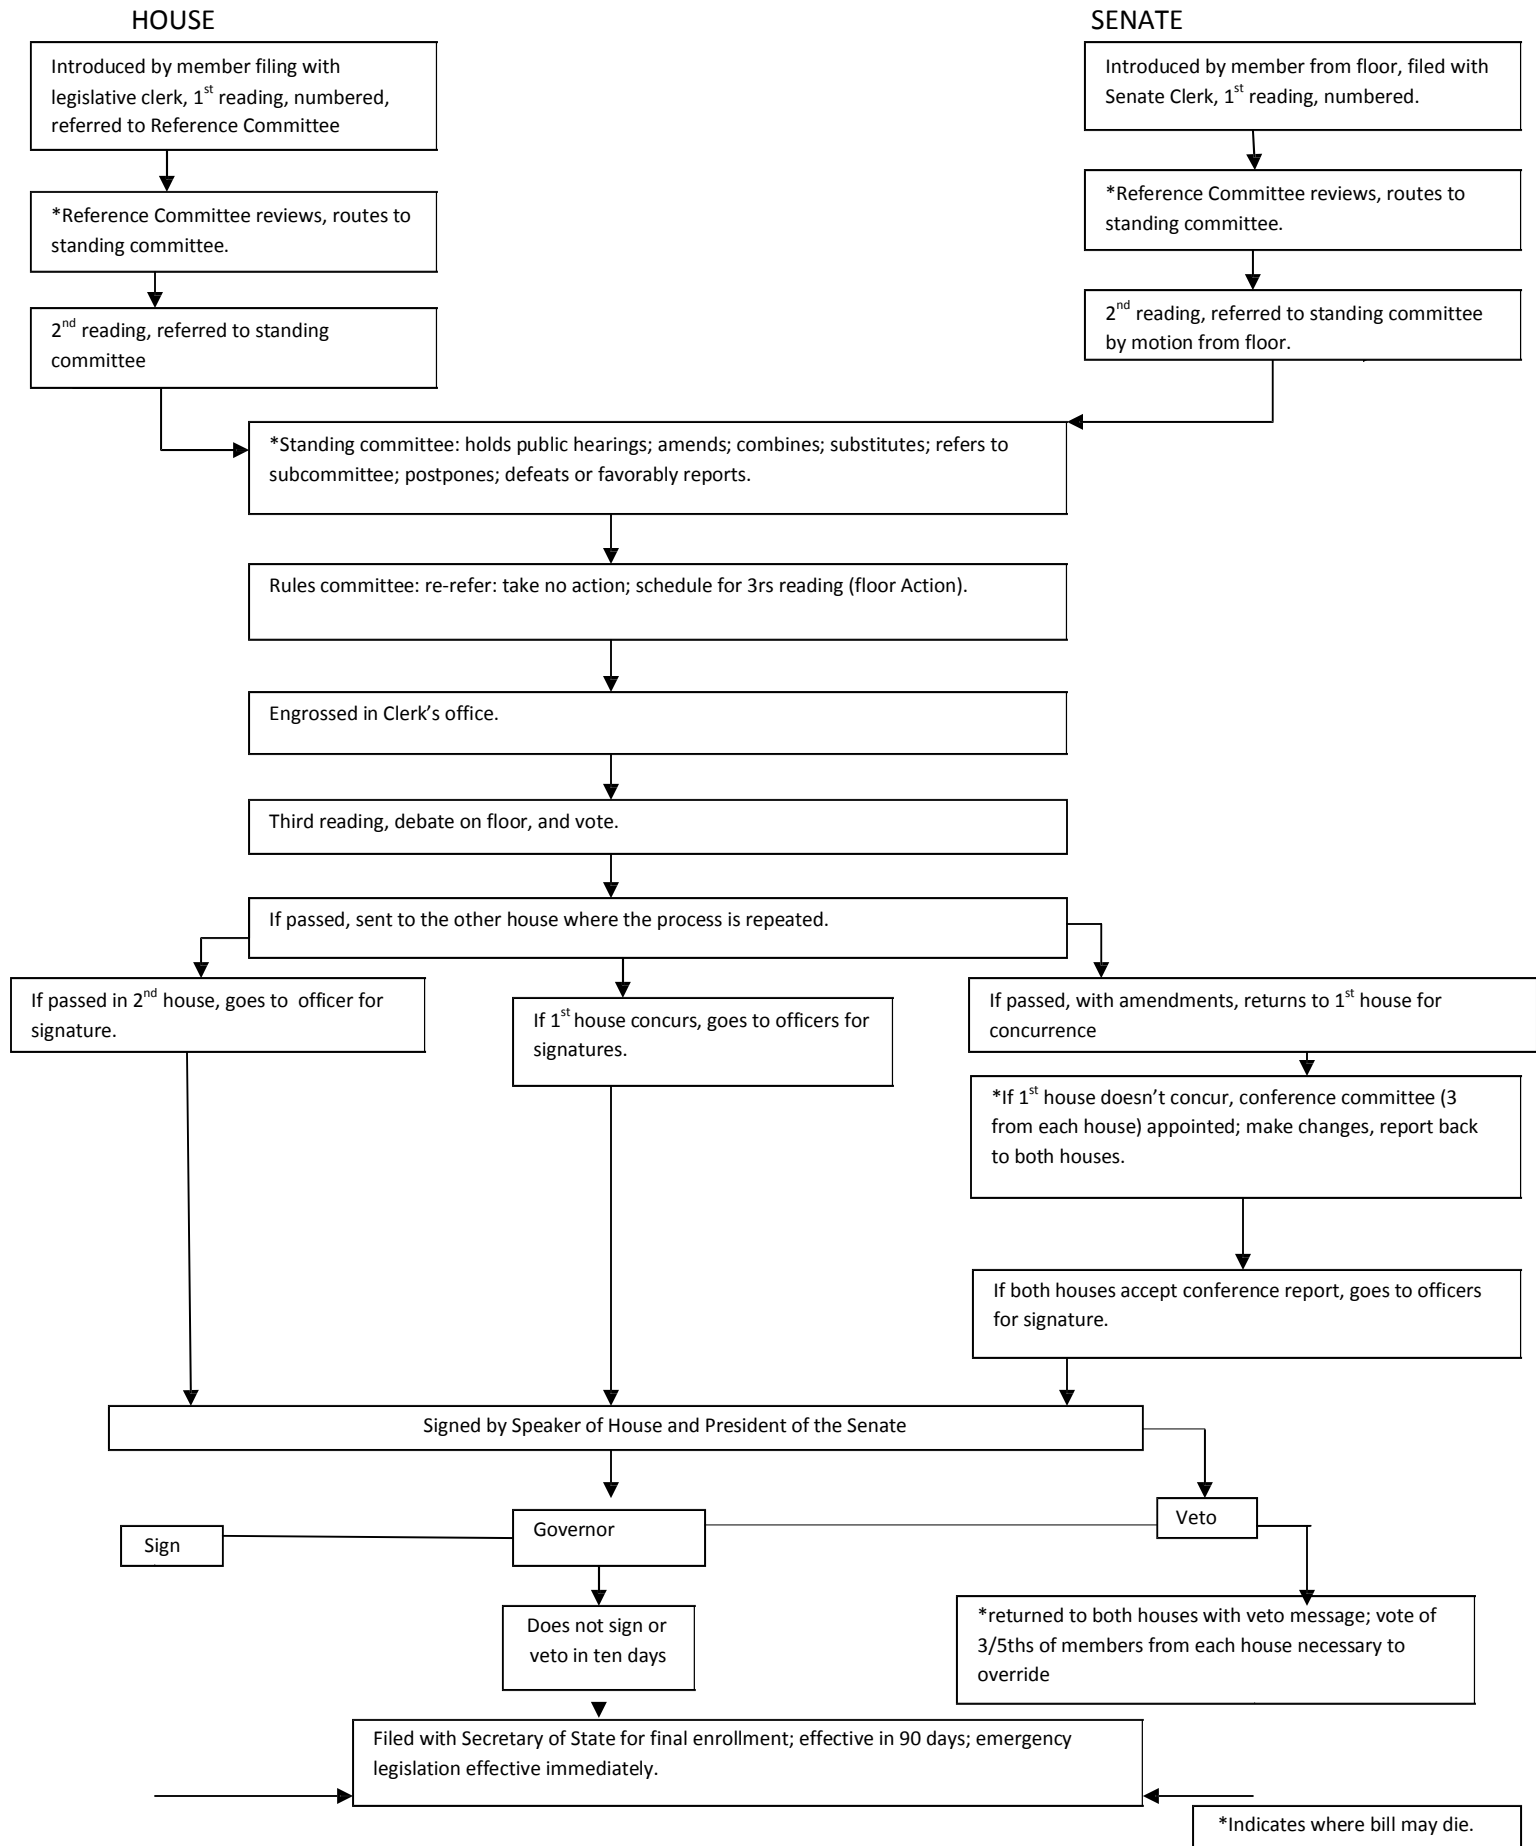 HOUSE
SENATE
Introduced by member filing with
legislative clerk, 1st reading, numbered,
referred to Reference Committee
Introduced by member from floor, filed with
Senate Clerk, 1st reading, numbered.
*Reference Committee reviews, routes to
standing committee.
*Reference Committee reviews, routes to
standing committee.
2nd reading, referred to standing
committee
2nd reading, referred to standing committee
by motion from floor.
*Standing committee: holds public hearings; amends; combines; substitutes; refers to
subcommittee; postpones; defeats or favorably reports.
Rules committee: re-refer: take no action; schedule for 3rs reading (floor Action).
Engrossed in Clerk’s office.
Third reading, debate on floor, and vote.
If passed, sent to the other house where the process is repeated.
If passed in 2nd house, goes to officer for
signature.
If 1st house concurs, goes to officers for
signatures.
If passed, with amendments, returns to 1st house for
concurrence
*If 1st house doesn’t concur, conference committee (3
from each house) appointed; make changes, report back
to both houses.
If both houses accept conference report, goes to officers
for signature.
Signed by Speaker of House and President of the Senate
Sign
Governor
Veto
Does not sign or
veto in ten days
*returned to both houses with veto message; vote of
3/5ths of members from each house necessary to
override
Filed with Secretary of State for final enrollment; effective in 90 days; emergency
legislation effective immediately.
*Indicates where bill may die.